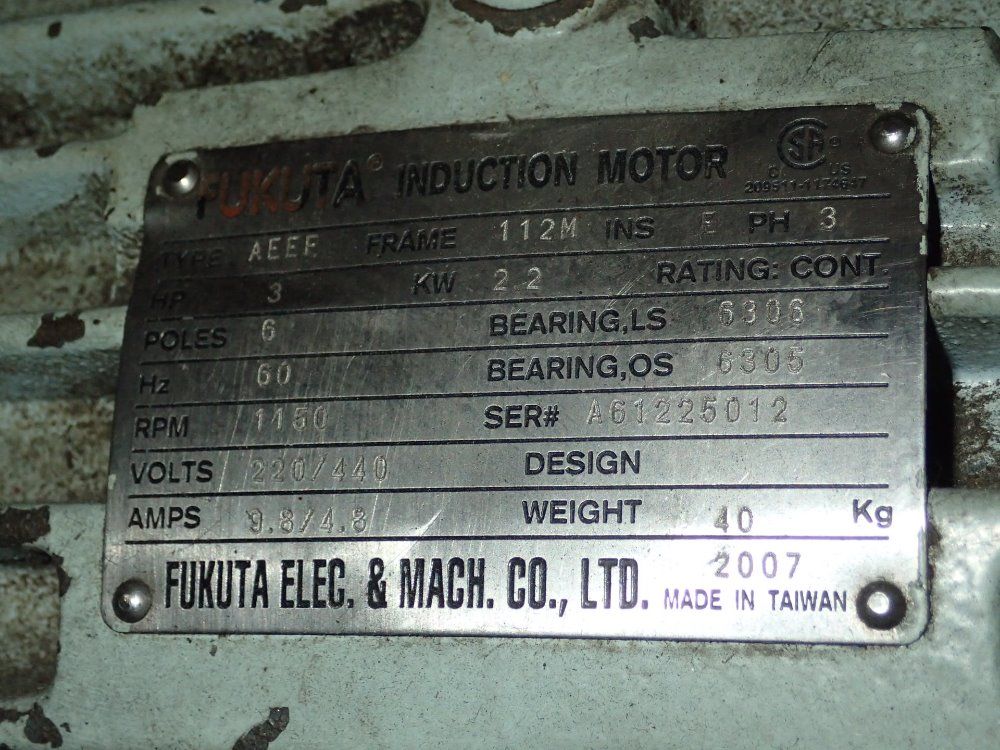 FUKUTA® INDUCTION MOTOR
CSA ®
C US
TYPE AEEF FRAME 112M INS E PH 3
HP 3 KW 2.2 RATING: CONT.
POLES 6 BEARING,LS 6306
Hz 60 BEARING,OS 6305
RPM 1150 SER# A61225012
VOLTS 220/440 DESIGN
AMPS 9.8/4.8 WEIGHT 40 Kg
FUKUTA ELEC. & MACH. CO., LTD. 2007 MADE IN TAIWAN